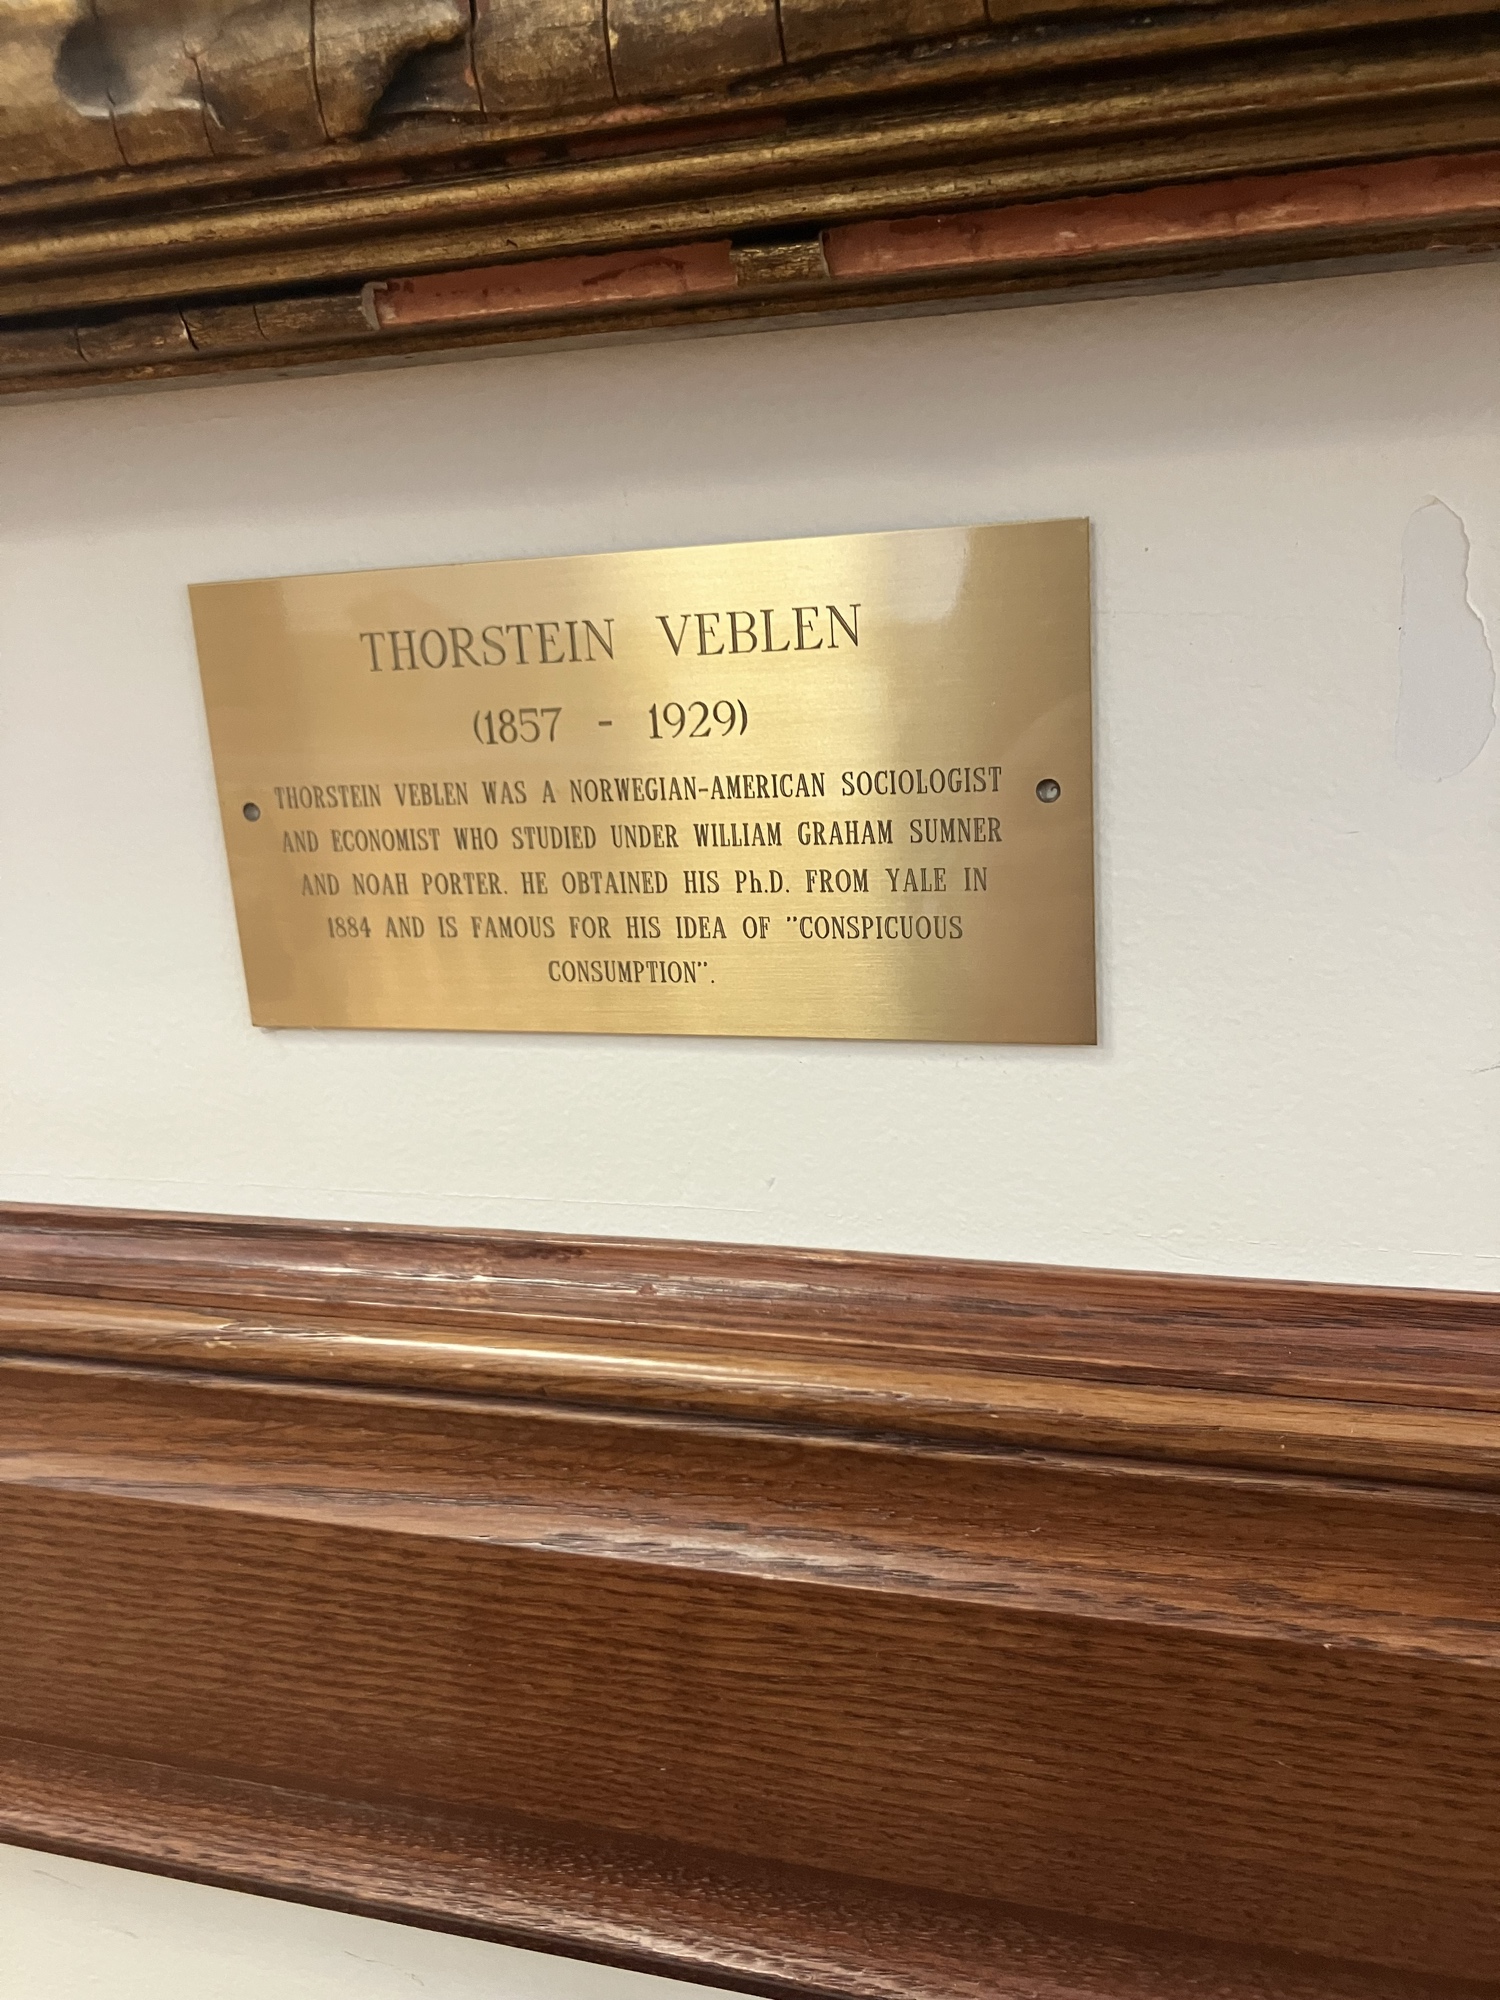 THORSTEIN VEBLEN
(1857 - 1929)
THORSTEIN VEBLEN WAS A NORWEGIAN-AMERICAN SOCIOLOGIST
AND ECONOMIST WHO STUDIED UNDER WILLIAM GRAHAM SUMNER
AND NOAH PORTER. HE OBTAINED HIS Ph.D. FROM YALE IN
1884 AND IS FAMOUS FOR HIS IDEA OF "CONSPICUOUS
CONSUMPTION".